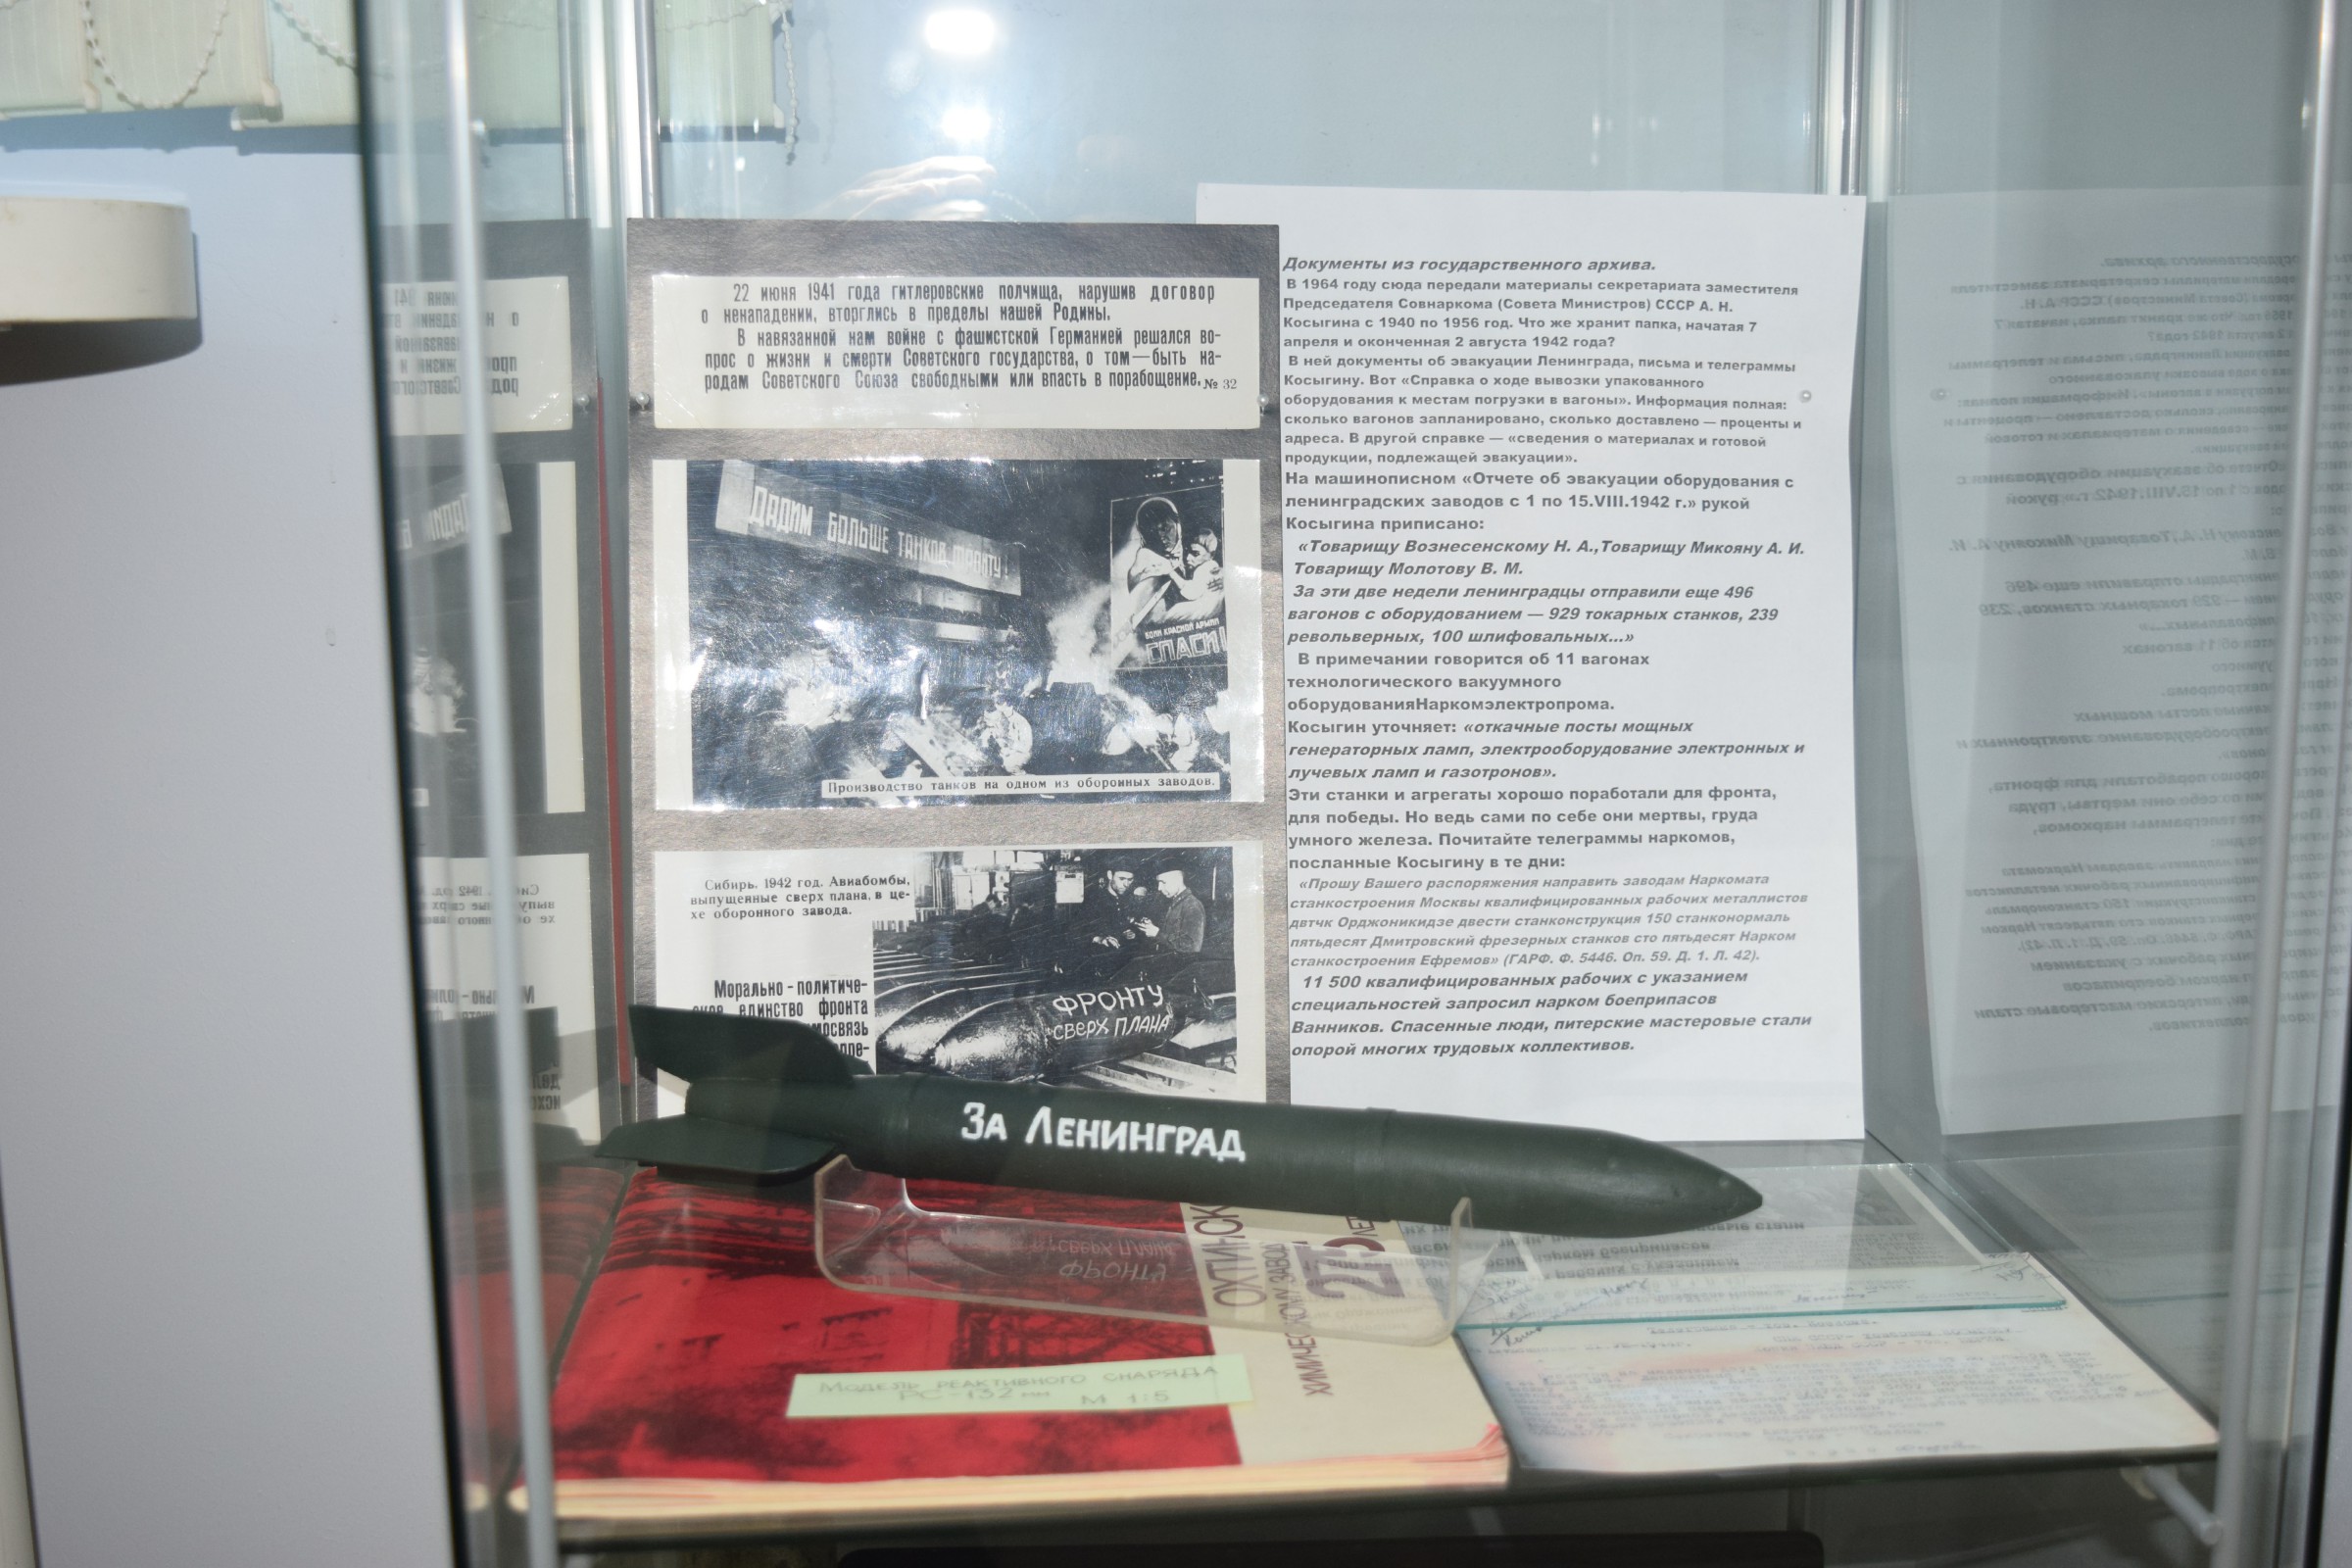 22 июня 1941 года гитлеровские полчища, нарушив договор
о ненападении, вторглись в пределы нашей Родины.
В навязанной нам войне с фашистской Германией решался во-
прос о жизни и смерти Советского государства, о том — быть на-
родам Советского Союза свободными или впасть в порабощение. № 32
ДАДИМ БОЛЬШЕ ТАНКОВ ФРОНТУ!
ВОИН КРАСНОЙ АРМИИ
СПАСИ!
Производство танков на одном из оборонных заводов.
Сибирь. 1942 год. Авиабомбы,
выпущенные сверх плана, в це-
хе оборонного завода.
Морально-политиче-
ское единство фронта
ФРОНТУ
СВЕРХ ПЛАНА
Документы из государственного архива.
В 1964 году сюда передали материалы секретариата заместителя
Председателя Совнаркома (Совета Министров) СССР А. Н.
Косыгина с 1940 по 1956 год. Что же хранит папка, начатая 7
апреля и оконченная 2 августа 1942 года?
В ней документы об эвакуации Ленинграда, письма и телеграммы
Косыгину. Вот «Справка о ходе вывозки упакованного
оборудования к местам погрузки в вагоны». Информация полная:
сколько вагонов запланировано, сколько доставлено — проценты и
адреса. В другой справке — «сведения о материалах и готовой
продукции, подлежащей эвакуации».
На машинописном «Отчете об эвакуации оборудования с
ленинградских заводов с 1 по 15.VIII.1942 г.» рукой
Косыгина приписано:
«Товарищу Вознесенскому Н. А.,Товарищу Микояну А. И.
Товарищу Молотову В. М.
За эти две недели ленинградцы отправили еще 496
вагонов с оборудованием — 929 токарных станков, 239
револьверных, 100 шлифовальных...»
В примечании говорится об 11 вагонах
технологического вакуумного
оборудованияНаркомэлектропрома.
Косыгин уточняет: «откачные посты мощных
генераторных ламп, электрооборудование электронных и
лучевых ламп и газотронов».
Эти станки и агрегаты хорошо поработали для фронта,
для победы. Но ведь сами по себе они мертвы, груда
умного железа. Почитайте телеграммы наркомов,
посланные Косыгину в те дни:
«Прошу Вашего распоряжения направить заводам Наркомата
станкостроения Москвы квалифицированных рабочих металлистов
двтчк Орджоникидзе двести станконструкция 150 станконормаль
пятьдесят Дмитровский фрезерных станков сто пятьдесят Нарком
станкостроения Ефремов» (ГАРФ. Ф. 5446. Оп. 59. Д. 1. Л. 42).
11 500 квалифицированных рабочих с указанием
специальностей запросил нарком боеприпасов
Ванников. Спасенные люди, питерские мастеровые стали
опорой многих трудовых коллективов.
ЗА ЛЕНИНГРАД
ХИМИЧЕСКОМУ ЗАВОДУ
МОДЕЛЬ РЕАКТИВНОГО СНАРЯДА
РС-132 мм М 1:5